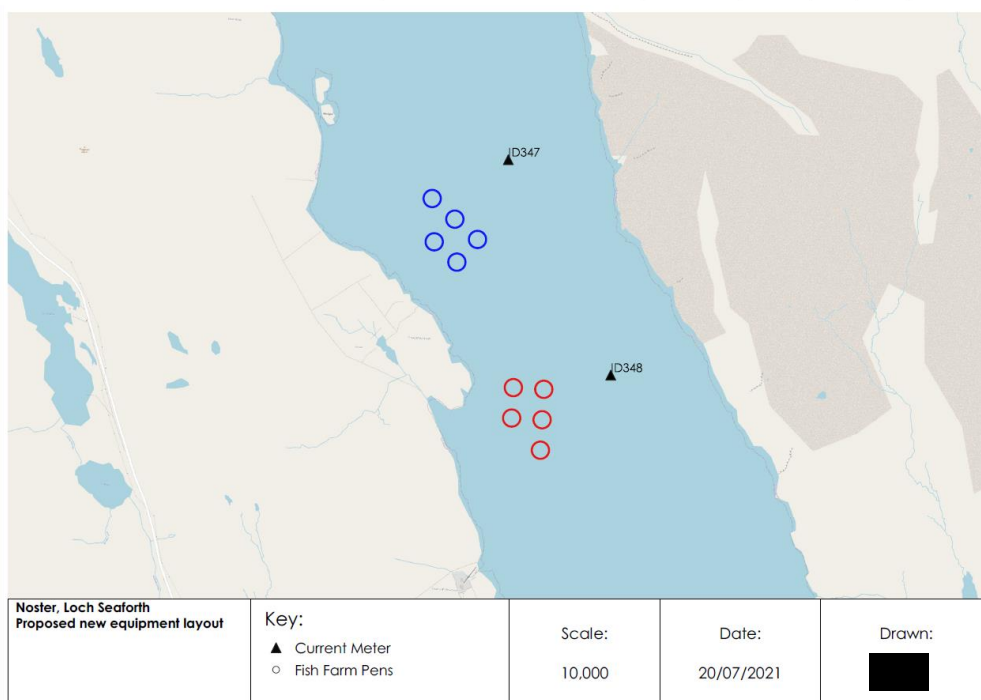 ID347
ID348
Noster, Loch Seaforth
Proposed new equipment layout
Key:
Current Meter
Fish Farm Pens
Scale:
10,000
Date:
20/07/2021
Drawn: